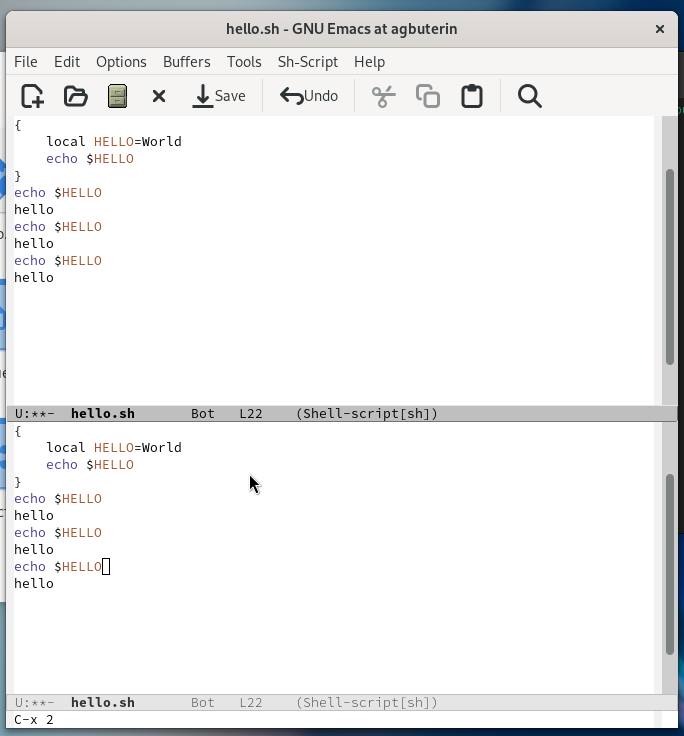 hello.sh - GNU Emacs at agbuterin ×
File Edit Options Buffers Tools Sh-Script Help
Save Undo
{
    local HELLO=World
    echo $HELLO
}
echo $HELLO
hello
echo $HELLO
hello
echo $HELLO
hello
U:**-  hello.sh       Bot   L22    (Shell-script[sh])
{
    local HELLO=World
    echo $HELLO
}
echo $HELLO
hello
echo $HELLO
hello
echo $HELLO
hello
U:**-  hello.sh       Bot   L22    (Shell-script[sh])
C-x 2